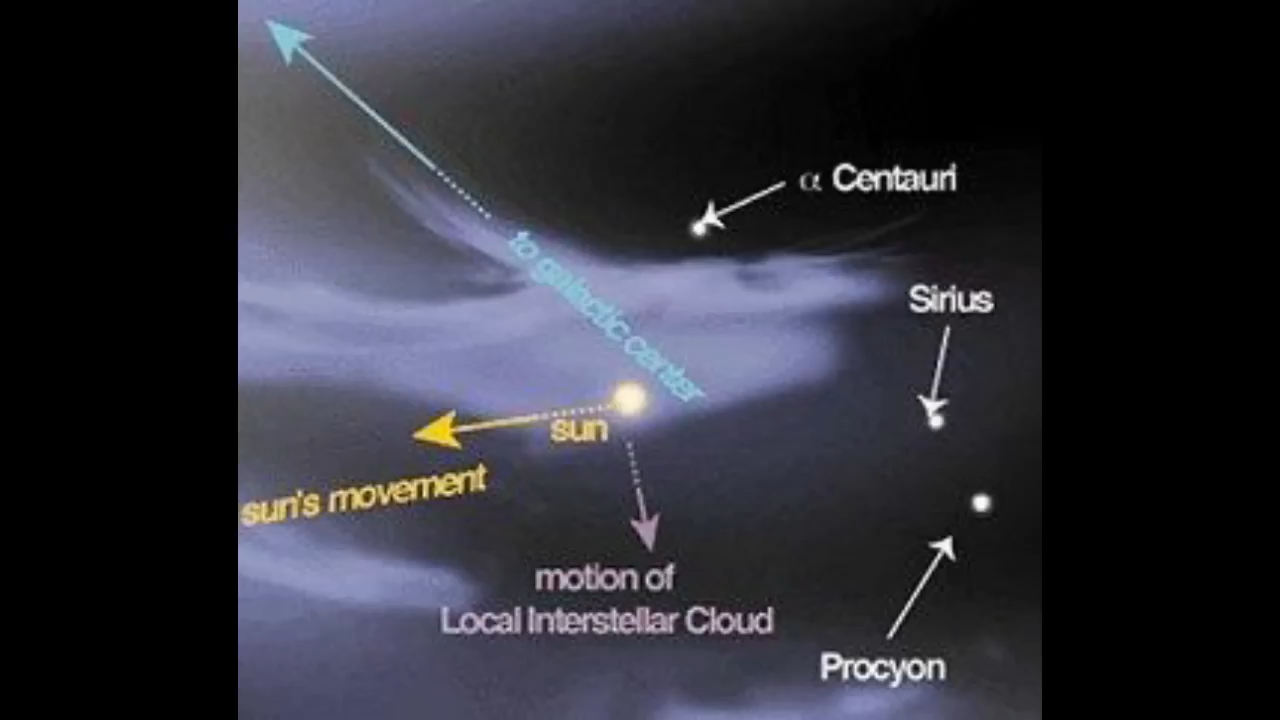 α Centauri
to galactic center
Sirius
sun
sun's movement
motion of
Local Interstellar Cloud
Procyon